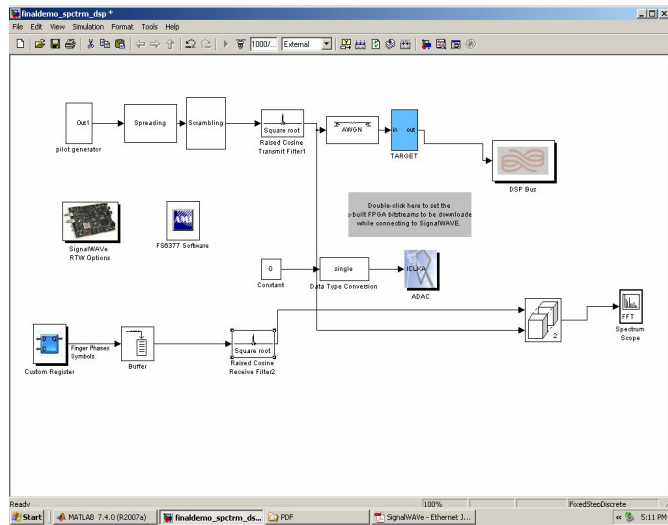 finaldemo_spctrm_dsp *
File Edit View Simulation Format Tools Help
1000/... External
Out1
pilot generator
Spreading
Scrambling
Square root
Raised Cosine
Transmit Filter1
AWGN
in out
TARGET
DSP Bus
SignalWAVe
RTW Options
AMI
FS6377 Software
Double-click here to set the
e-built FPGA bitstreams to be downloade
while connecting to SignalWAVE.
0
Constant
single
Data Type Conversion
ICLKA
ADAC
Custom Register
Finger Phases
Symbols
Buffer
Square root
Raised Cosine
Receive Filter2
2
FFT
Spectrum
Scope
Ready 100% FixedStepDiscrete
Start MATLAB 7.4.0 (R2007a) finaldemo_spctrm_ds... PDF SignalWAVe - Ethernet J... « 5:11 PM